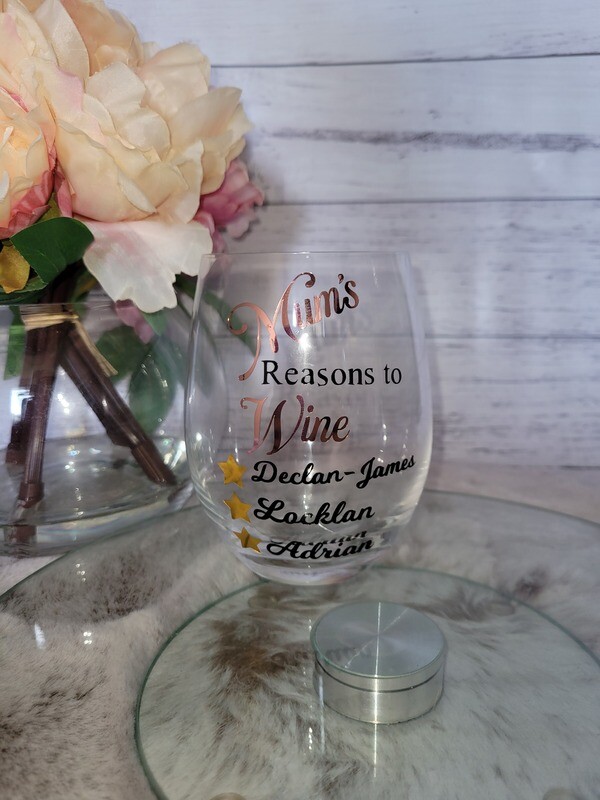 Mum's
Reasons to
Wine
Declan-James
Locklan
Adrian